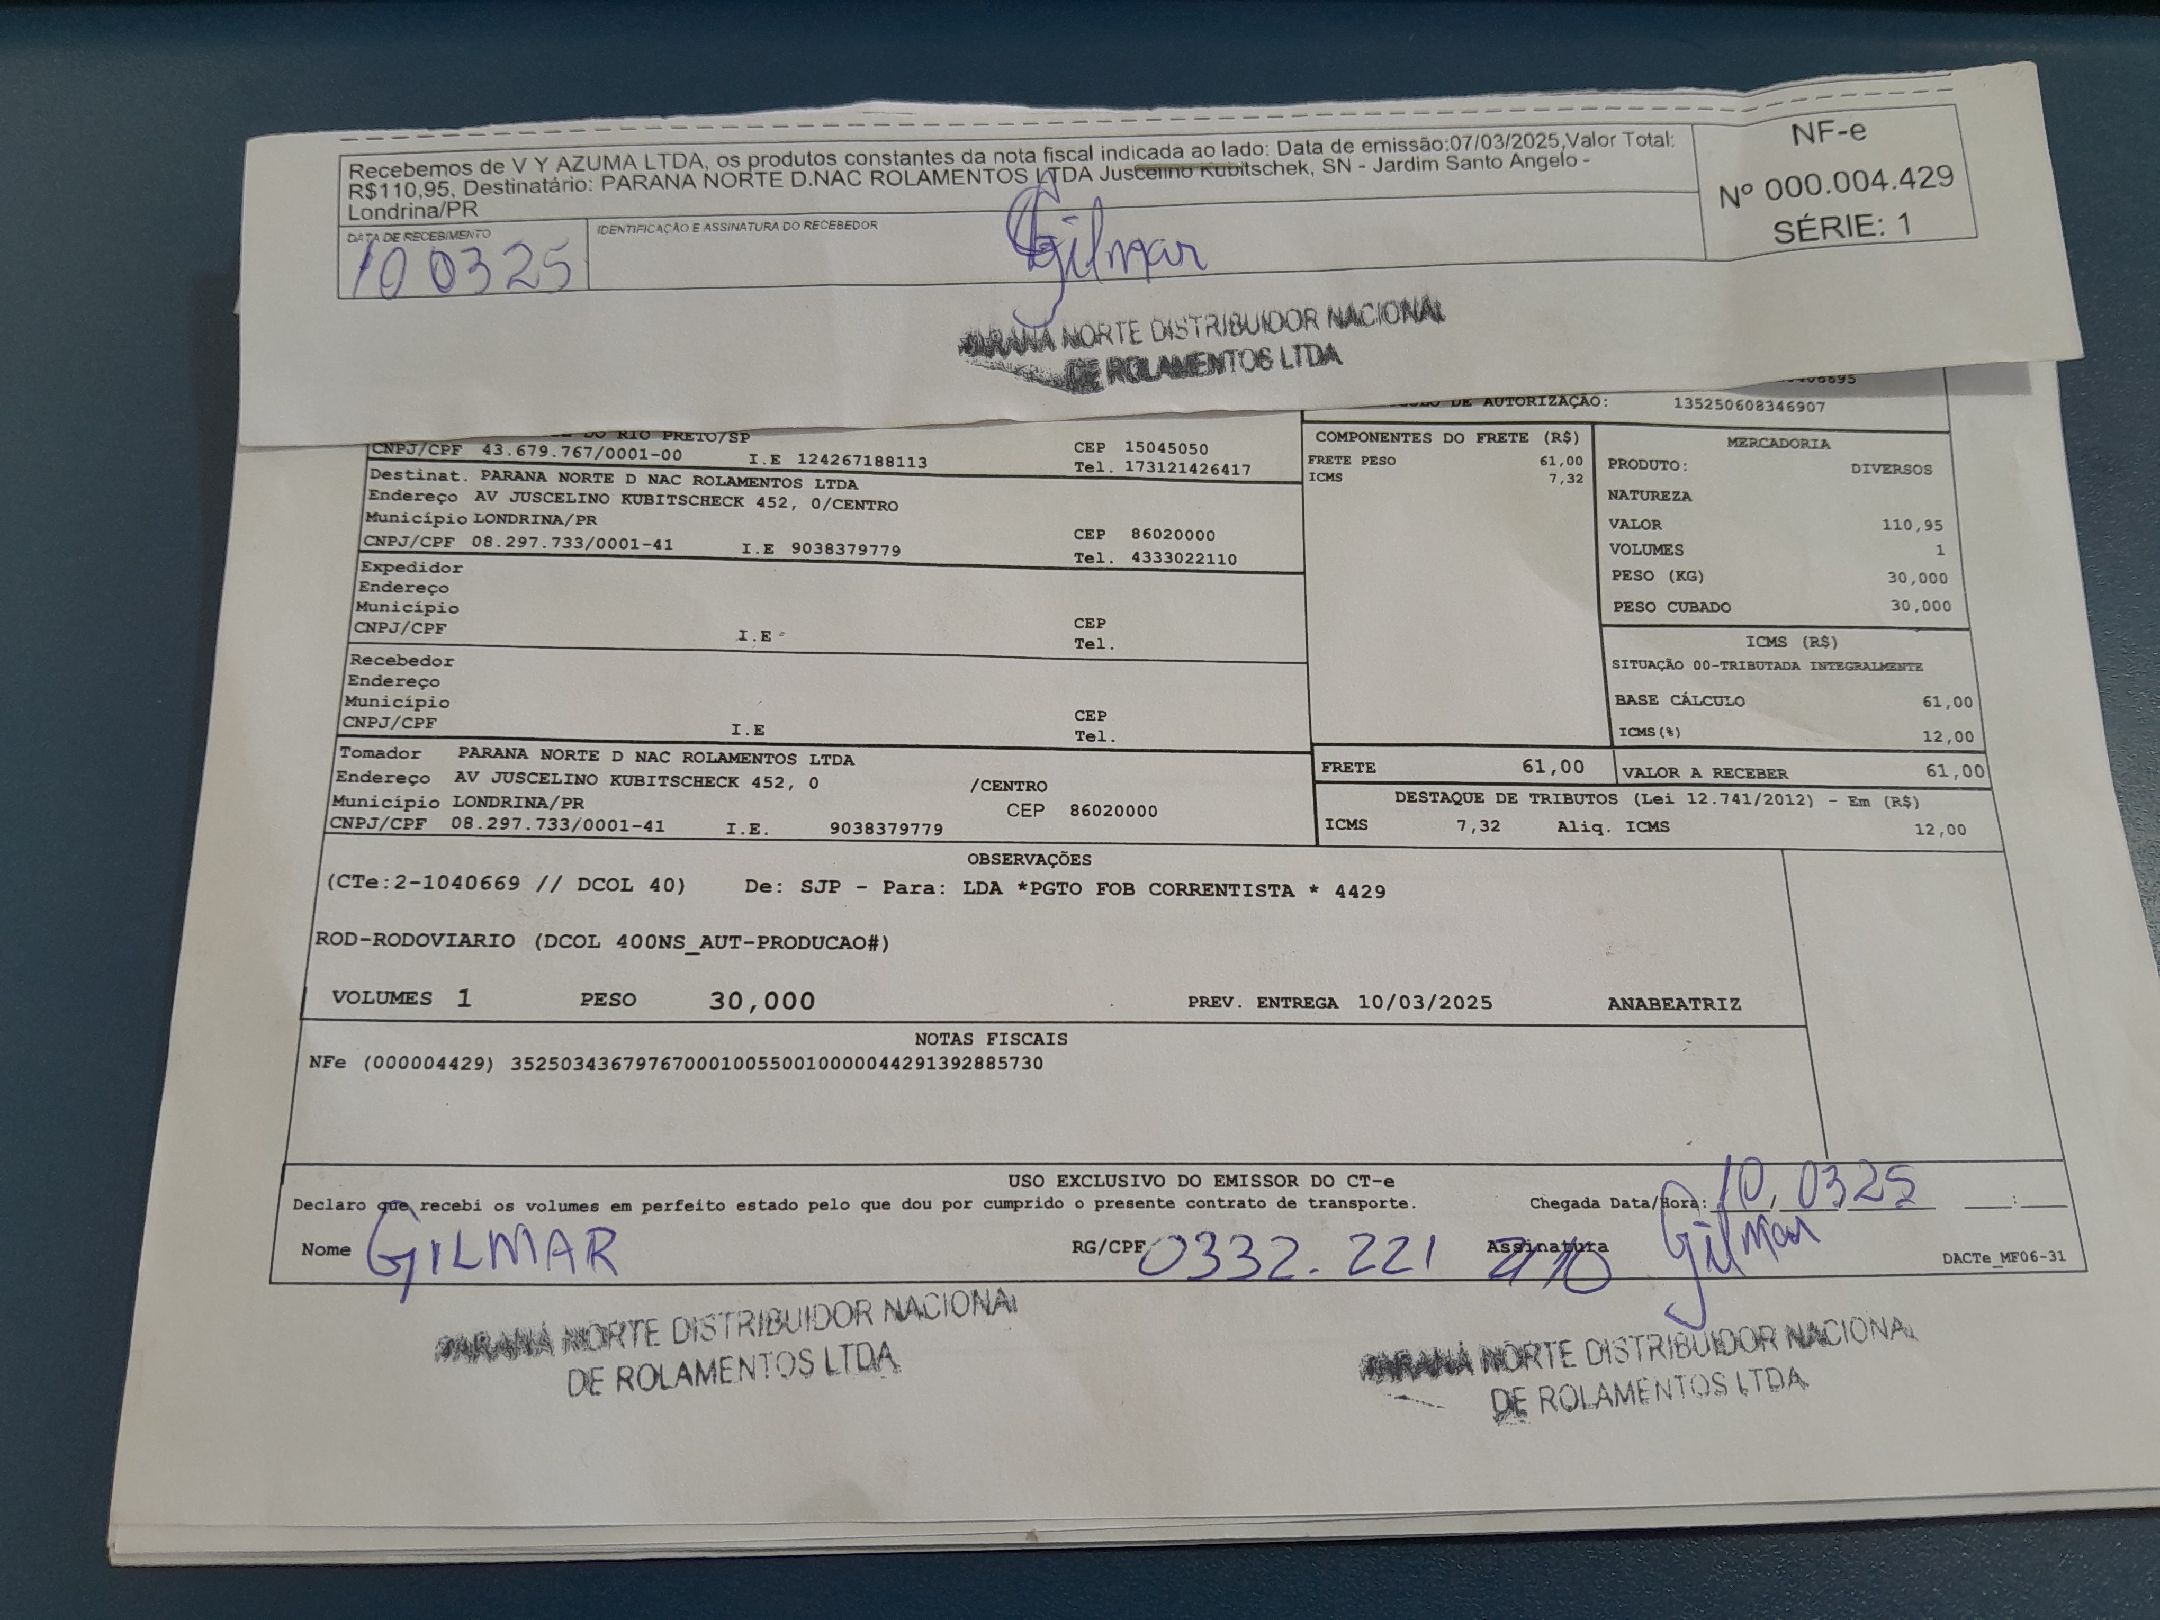 Recebemos de V Y AZUMA LTDA, os produtos constantes da nota fiscal indicada ao lado: Data de emissão:07/03/2025,Valor Total:
R$110,95, Destinatário: PARANA NORTE D.NAC ROLAMENTOS LTDA Juscelino Kubitschek, SN - Jardim Santo Angelo -
Londrina/PR
NF-e
Nº 000.004.429
SÉRIE: 1
DATA DE RECEBIMENTO
10 03 25
IDENTIFICAÇÃO E ASSINATURA DO RECEBEDOR
Gilmar
PARANÁ NORTE DISTRIBUIDOR NACIONAL
DE ROLAMENTOS LTDA
DE AUTORIZAÇÃO: 135250608346907
DO RIO PRETO/SP
CNPJ/CPF 43.679.767/0001-00 I.E 124267188113
CEP 15045050
Tel. 173121426417
Destinat. PARANA NORTE D NAC ROLAMENTOS LTDA
Endereço AV JUSCELINO KUBITSCHECK 452, 0/CENTRO
Município LONDRINA/PR
CEP 86020000
CNPJ/CPF 08.297.733/0001-41 I.E 9038379779
Tel. 4333022110
Expedidor
Endereço
Município
CEP
CNPJ/CPF I.E
Tel.
Recebedor
Endereço
Município
CEP
CNPJ/CPF I.E
Tel.
Tomador PARANA NORTE D NAC ROLAMENTOS LTDA
Endereço AV JUSCELINO KUBITSCHECK 452, 0 /CENTRO
Município LONDRINA/PR CEP 86020000
CNPJ/CPF 08.297.733/0001-41 I.E. 9038379779
COMPONENTES DO FRETE (R$)
FRETE PESO 61,00
ICMS 7,32
MERCADORIA
PRODUTO: DIVERSOS
NATUREZA
VALOR 110,95
VOLUMES 1
PESO (KG) 30,000
PESO CUBADO 30,000
ICMS (R$)
SITUAÇÃO 00-TRIBUTADA INTEGRALMENTE
BASE CÁLCULO 61,00
ICMS(%) 12,00
FRETE 61,00
VALOR A RECEBER 61,00
DESTAQUE DE TRIBUTOS (Lei 12.741/2012) - Em (R$)
ICMS 7,32 Aliq. ICMS 12,00
OBSERVAÇÕES
(CTe:2-1040669 // DCOL 40) De: SJP - Para: LDA *PGTO FOB CORRENTISTA * 4429
ROD-RODOVIARIO (DCOL 400NS_AUT-PRODUCAO#)
VOLUMES 1 PESO 30,000 PREV. ENTREGA 10/03/2025 ANABEATRIZ
NOTAS FISCAIS
NFe (000004429) 35250343679767000100550010000044291392885730
USO EXCLUSIVO DO EMISSOR DO CT-e
Declaro que recebi os volumes em perfeito estado pelo que dou por cumprido o presente contrato de transporte.
Chegada Data/Hora: 10, 03 25 __:__
Nome GILMAR
RG/CPF 0332.221
Assinatura Gilmar
DACTe_MF06-31
PARANÁ NORTE DISTRIBUIDOR NACIONAL
DE ROLAMENTOS LTDA
PARANÁ NORTE DISTRIBUIDOR NACIONAL
DE ROLAMENTOS LTDA